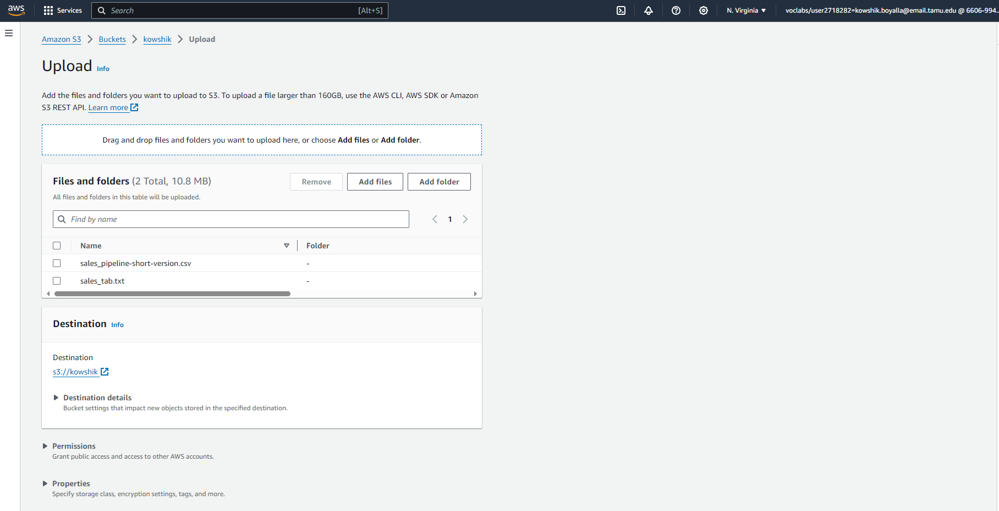 aws
Services
Search [Alt+S]
N. Virginia
voclabs/user2718282=kowshik.boyalla@email.tamu.edu @ 6606-994...
Amazon S3 Buckets kowshik Upload
Upload Info
Add the files and folders you want to upload to S3. To upload a file larger than 160GB, use the AWS CLI, AWS SDK or Amazon
S3 REST API. Learn more
Drag and drop files and folders you want to upload here, or choose Add files or Add folder.
Files and folders (2 Total, 10.8 MB)
Remove
Add files
Add folder
All files and folders in this table will be uploaded.
Find by name
1
Name Folder
sales_pipeline-short-version.csv -
sales_tab.txt -
Destination Info
Destination
s3://kowshik
Destination details
Bucket settings that impact new objects stored in the specified destination.
Permissions
Grant public access and access to other AWS accounts.
Properties
Specify storage class, encryption settings, tags, and more.